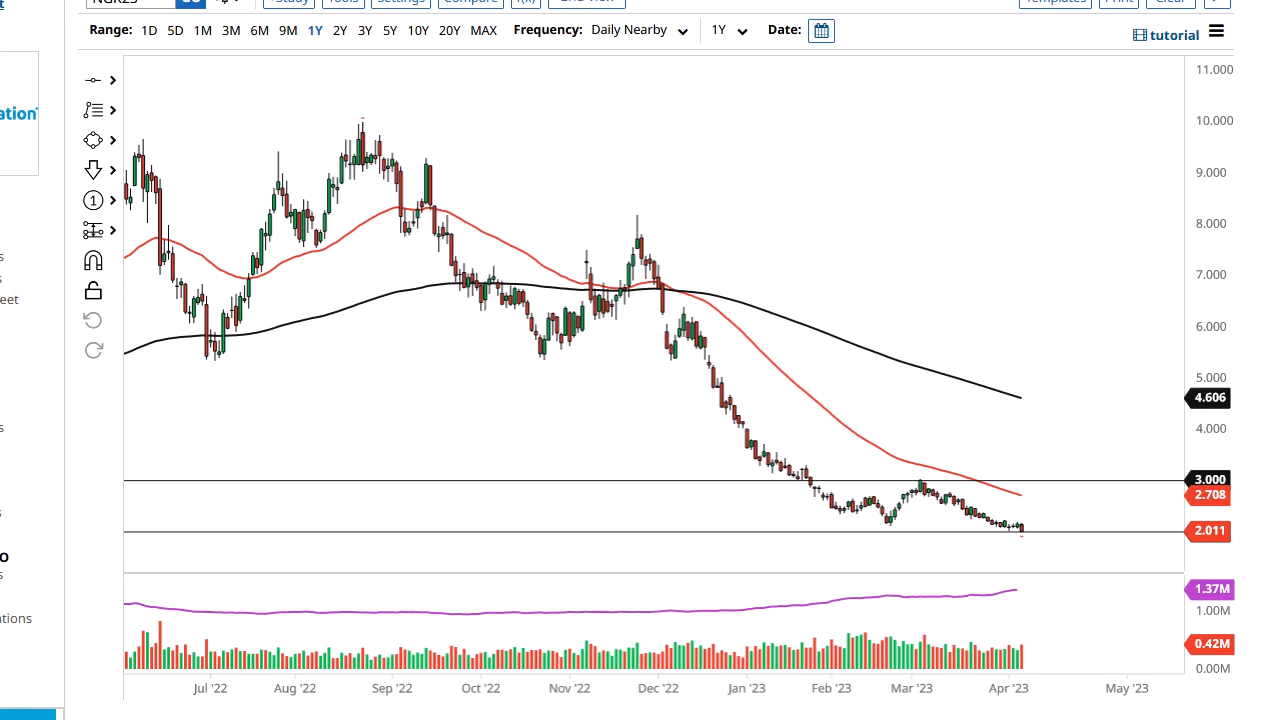 Range: 1D 5D 1M 3M 6M 9M 1Y 2Y 3Y 5Y 10Y 20Y MAX Frequency: Daily Nearby 1Y Date:
tutorial
11.000
10.000
9.000
8.000
7.000
6.000
5.000
4.606
4.000
3.000
2.708
2.011
1.37M
1.00M
0.42M
0.00M
Jul '22 Aug '22 Sep '22 Oct '22 Nov '22 Dec '22 Jan '23 Feb '23 Mar '23 Apr '23 May '23
1
ation
s
s
eet
s
s
O
s
ations